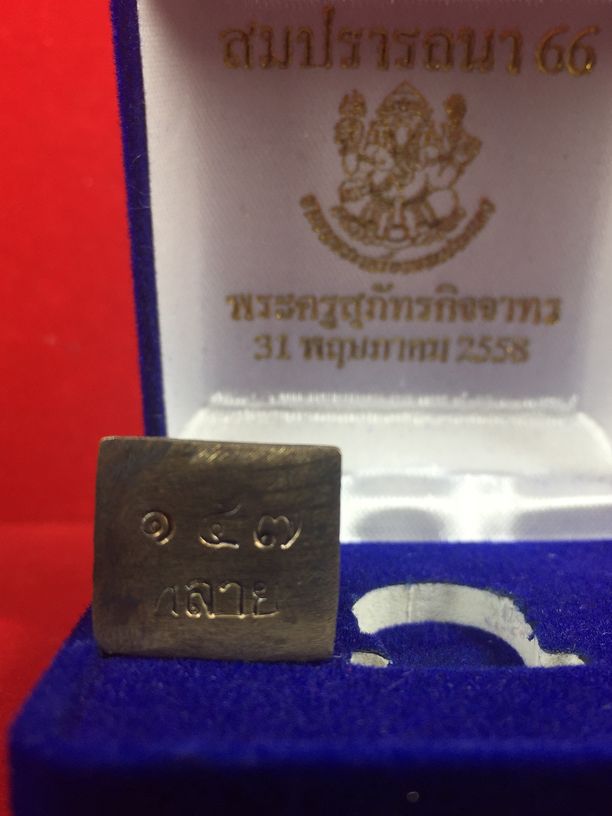 สมปรารถนา 66
พระครูสุภัทรกิจจาทร
31 พฤษภาคม 2558
๑ ๕ ๗
หลาย